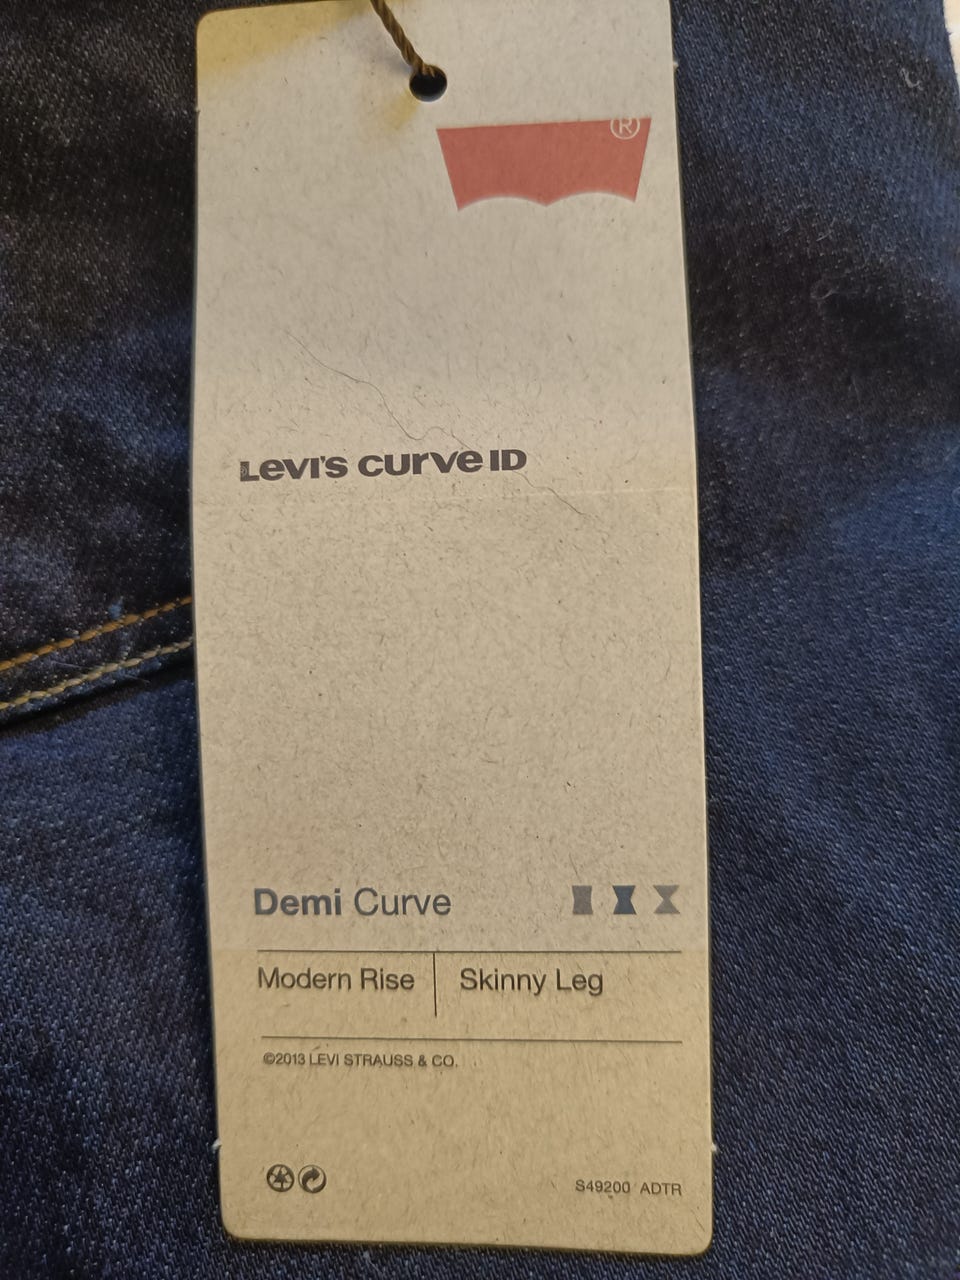 ®
Levi's curve ID
Demi Curve
Modern Rise | Skinny Leg
©2013 LEVI STRAUSS & CO.
S49200 ADTR